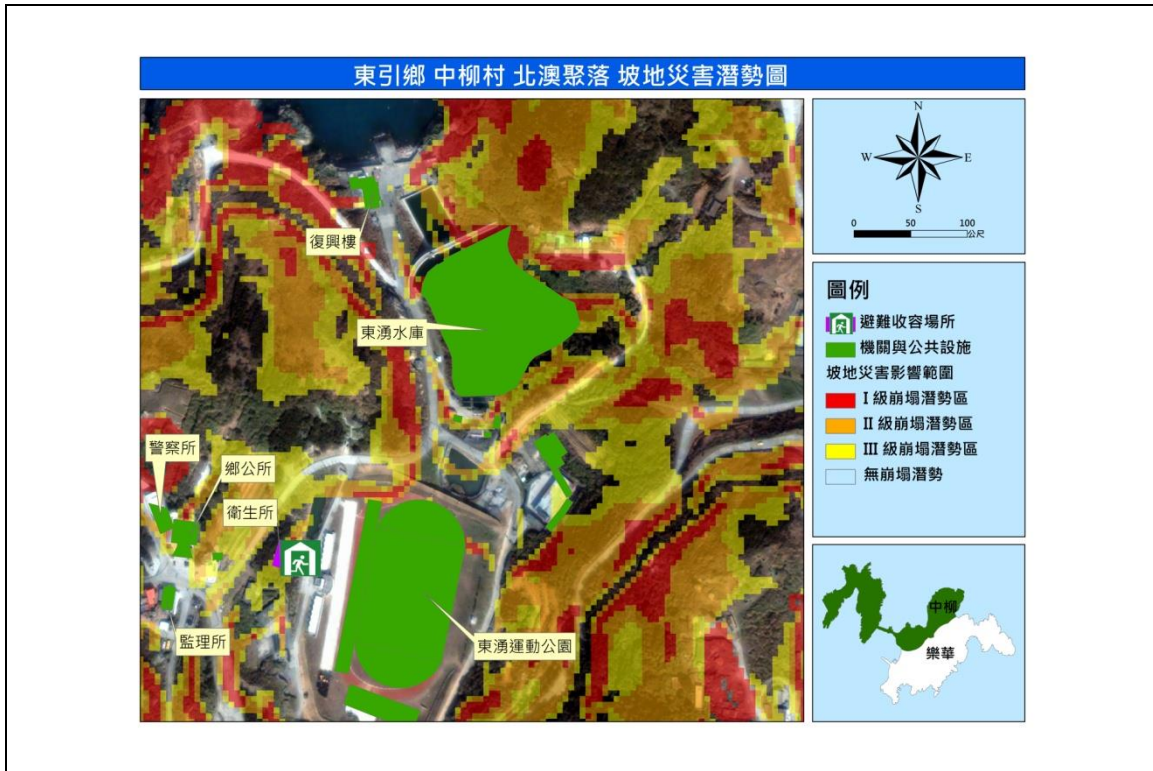 東引鄉 中柳村 北澳聚落 坡地災害潛勢圖
N
W
E
S
0 50 100
公尺
復興樓
東湧水庫
警察所
鄉公所
衛生所
監理所
東湧運動公園
圖例
避難收容場所
機關與公共設施
坡地災害影響範圍
I 級崩塌潛勢區
II 級崩塌潛勢區
III 級崩塌潛勢區
無崩塌潛勢
中柳
樂華